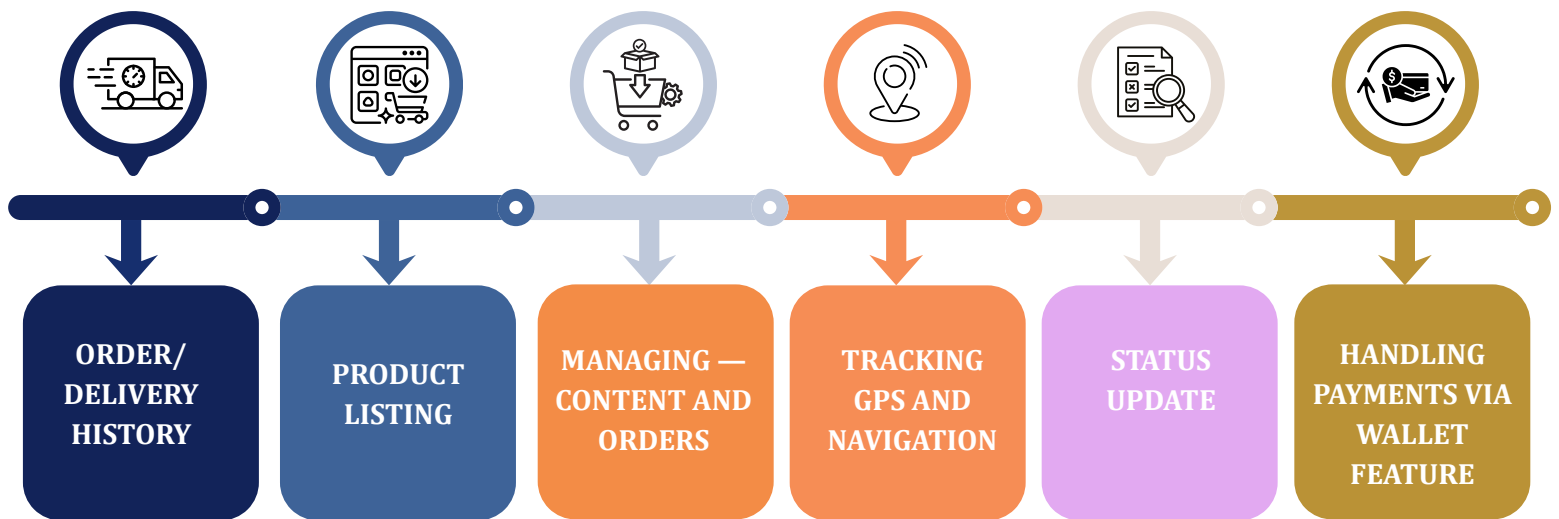 ORDER/
DELIVERY
HISTORY
PRODUCT
LISTING
MANAGING —
CONTENT AND
ORDERS
TRACKING
GPS AND
NAVIGATION
STATUS
UPDATE
HANDLING
PAYMENTS VIA
WALLET
FEATURE